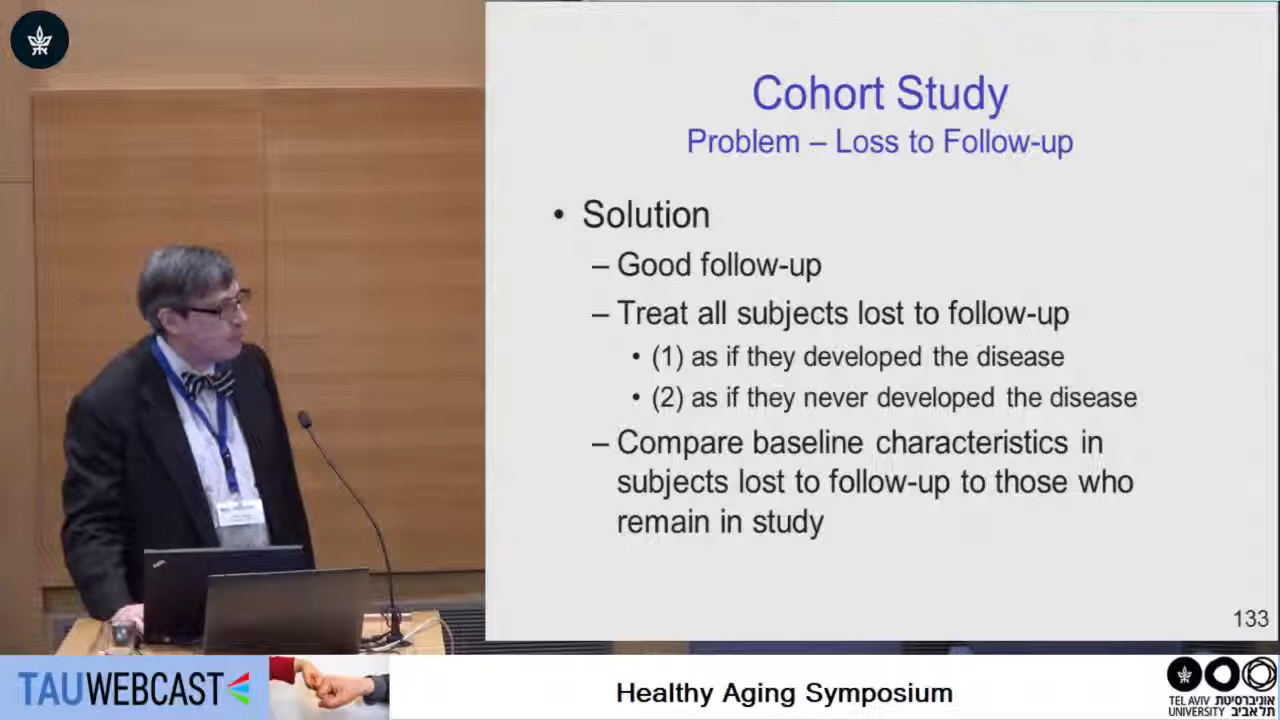 Cohort Study
Problem – Loss to Follow-up
• Solution
– Good follow-up
– Treat all subjects lost to follow-up
• (1) as if they developed the disease
• (2) as if they never developed the disease
– Compare baseline characteristics in
subjects lost to follow-up to those who
remain in study
133
TAUWEBCAST
Healthy Aging Symposium
TEL AVIV אוניברסיטת
UNIVERSITY תל אביב